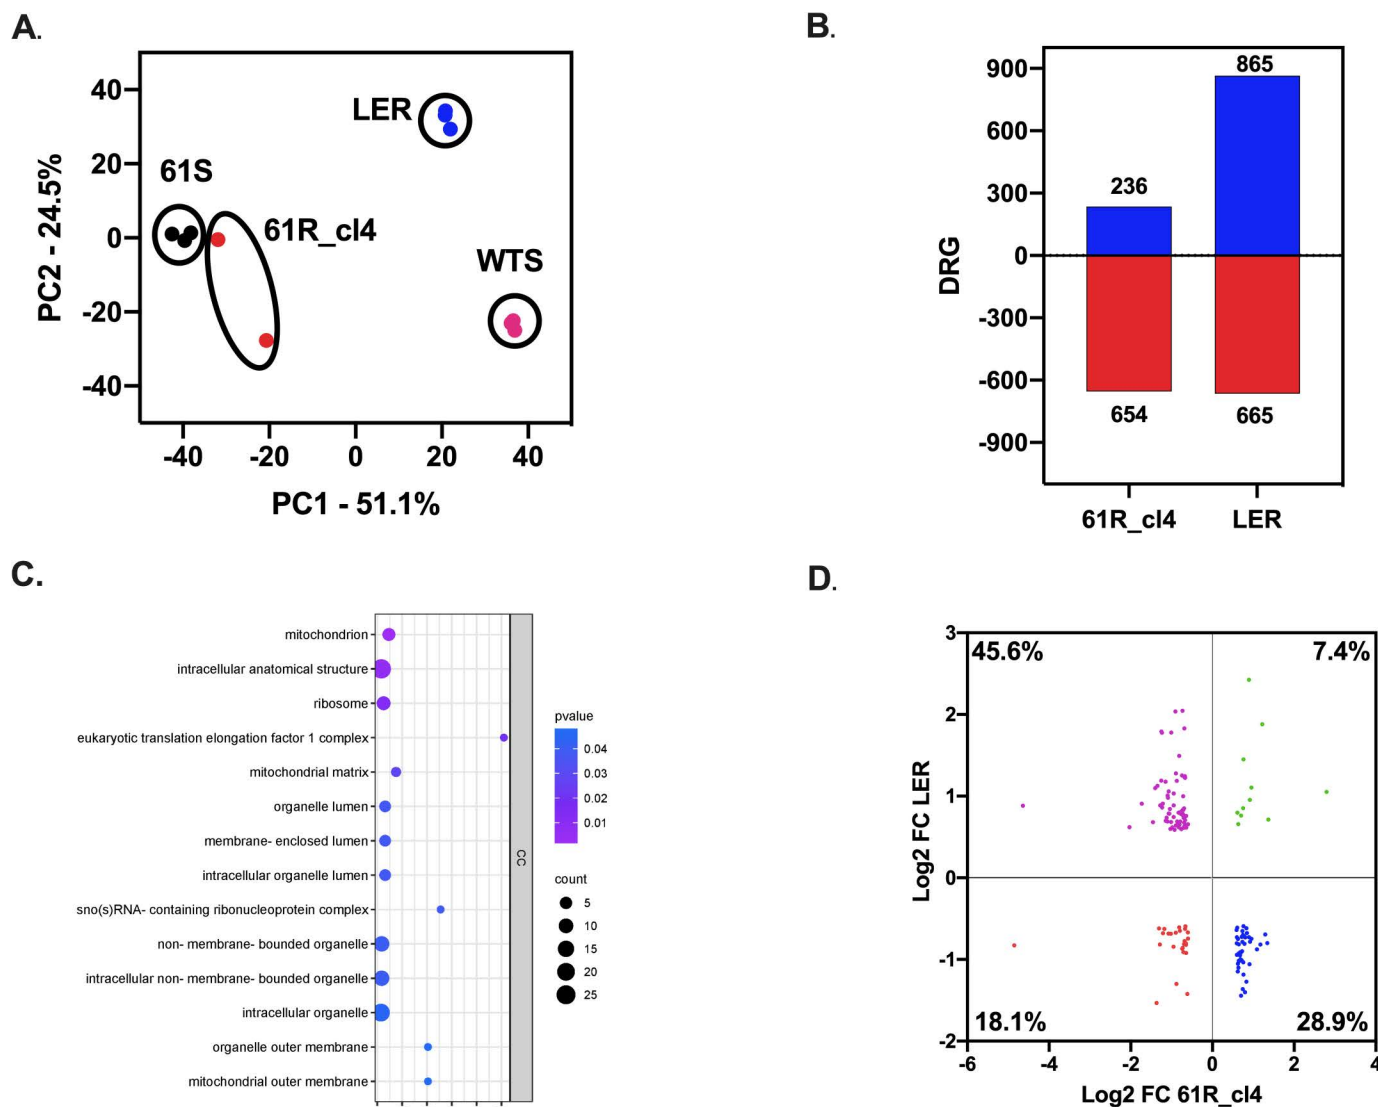 A.
40
20
0
-20
-40
PC2 - 24.5%
LER
61S
61R_cl4
WTS
-40 -20 0 20 40
PC1 - 51.1%
B.
900
600
300
0
-300
-600
-900
DRG
865
236
654
665
61R_cl4 LER
C.
mitochondrion
intracellular anatomical structure
ribosome
eukaryotic translation elongation factor 1 complex
mitochondrial matrix
organelle lumen
membrane- enclosed lumen
intracellular organelle lumen
sno(s)RNA- containing ribonucleoprotein complex
non- membrane- bounded organelle
intracellular non- membrane- bounded organelle
intracellular organelle
organelle outer membrane
mitochondrial outer membrane
CC
pvalue
0.04
0.03
0.02
0.01
count
5
10
15
20
25
D.
3
2
1
0
-1
-2
Log2 FC LER
45.6% 7.4%
18.1% 28.9%
-6 -4 -2 0 2 4
Log2 FC 61R_cl4